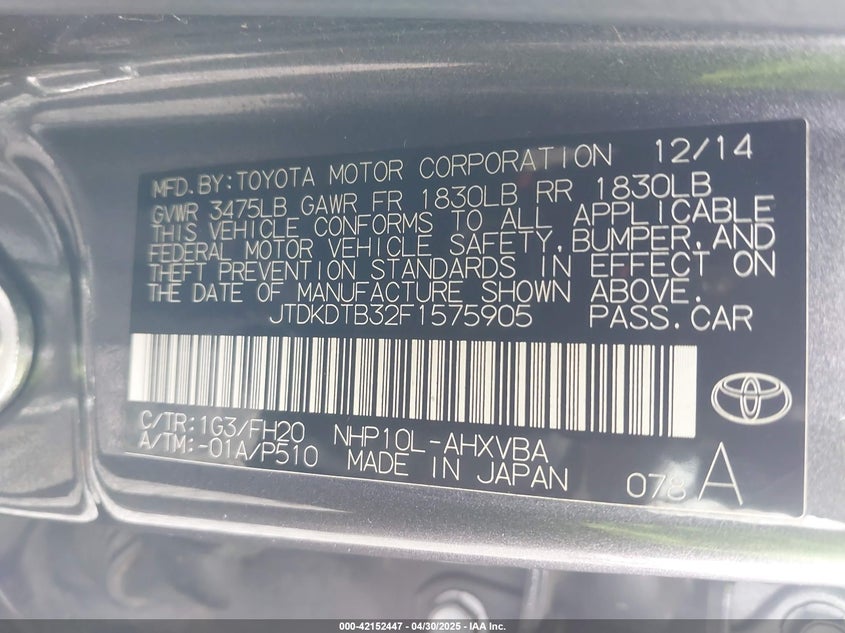 MFD. BY: TOYOTA MOTOR CORPORATION 12/14
GVWR 3475LB GAWR FR 1830LB RR 1830LB
THIS VEHICLE CONFORMS TO ALL APPLICABLE
FEDERAL MOTOR VEHICLE SAFETY, BUMPER, AND
THEFT PREVENTION STANDARDS IN EFFECT ON
THE DATE OF MANUFACTURE SHOWN ABOVE.
JTDKDTB32F1575905 PASS. CAR
C/TR: 1G3/FH20 NHP10L-AHXVBA
A/TM: -01A/P510 MADE IN JAPAN
078 A
000-42152447 - 04/30/2025 - IAA Inc.